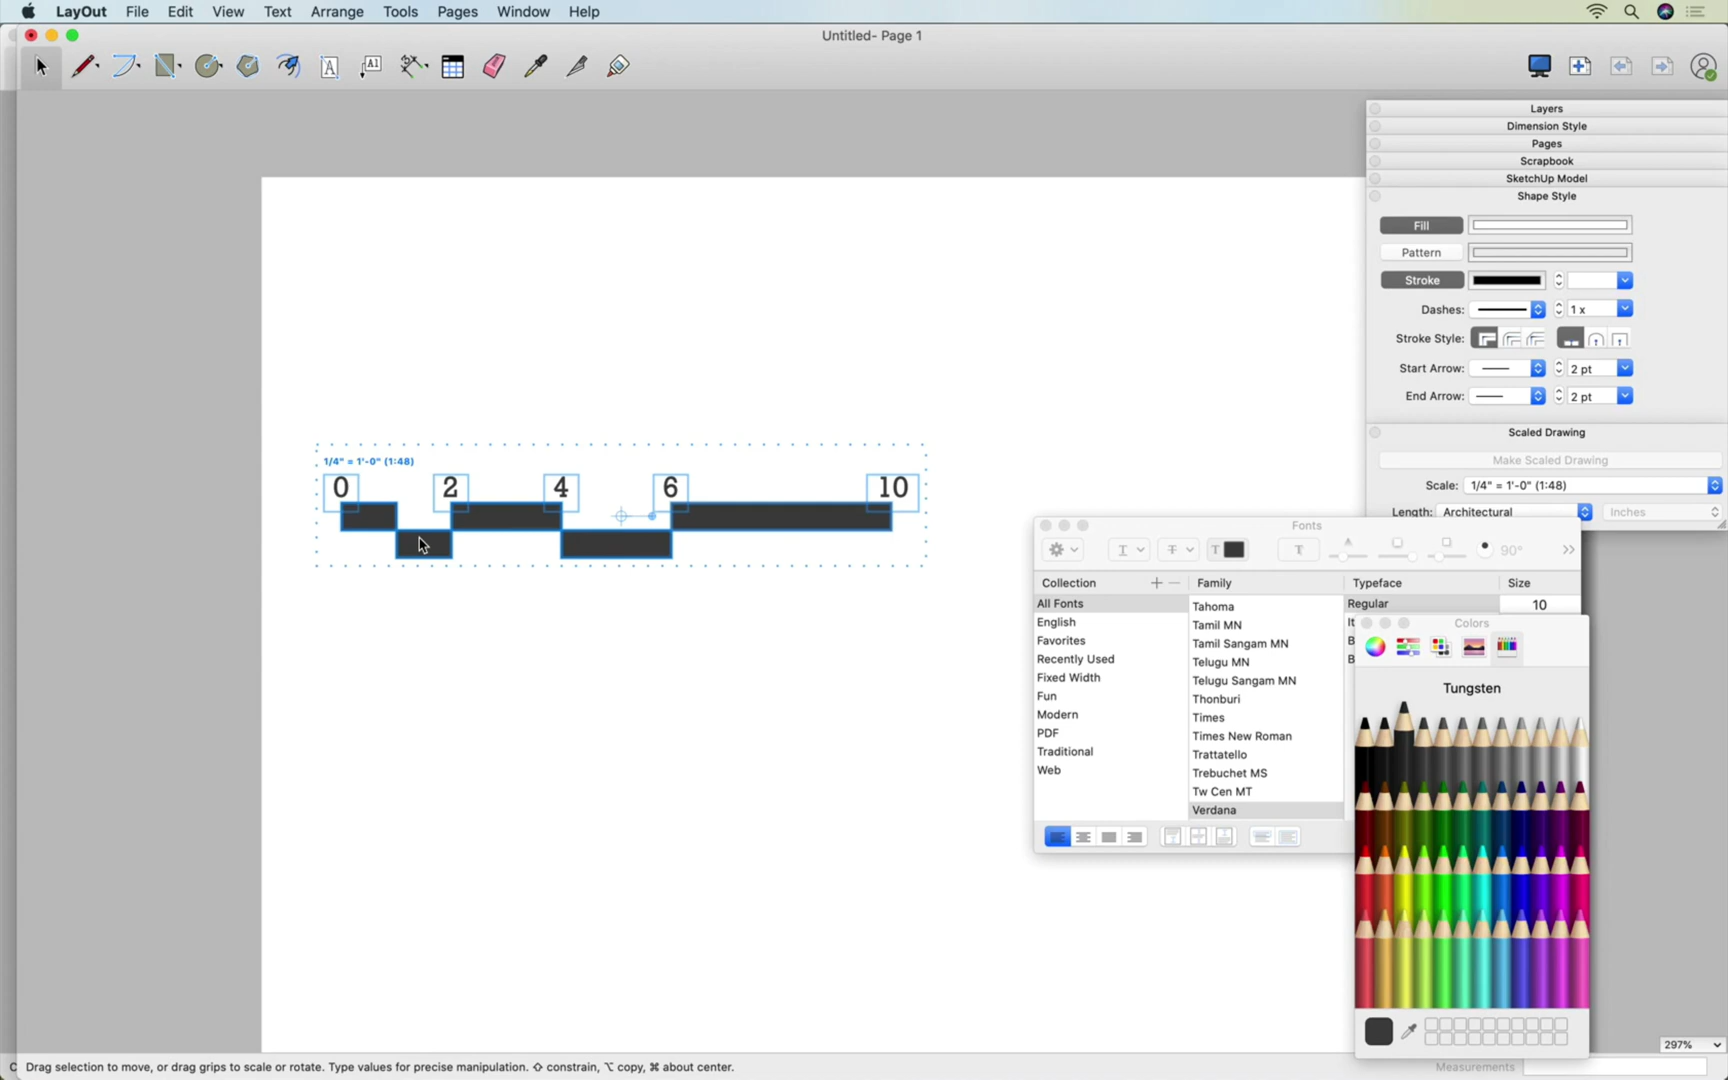 LayOut File Edit View Text Arrange Tools Pages Window Help
Untitled- Page 1
A
A1
Layers
Dimension Style
Pages
Scrapbook
SketchUp Model
Shape Style
Fill
Pattern
Stroke
Dashes: 1 x
Stroke Style:
Start Arrow: 2 pt
End Arrow: 2 pt
Scaled Drawing
Make Scaled Drawing
Scale: 1/4" = 1'-0" (1:48)
Length: Architectural Inches
1/4" = 1'-0" (1:48)
0 2 4 6 10
Fonts
T T T T 90°
Collection Family Typeface Size
All Fonts
English
Favorites
Recently Used
Fixed Width
Fun
Modern
PDF
Traditional
Web
Tahoma
Tamil MN
Tamil Sangam MN
Telugu MN
Telugu Sangam MN
Thonburi
Times
Times New Roman
Trattatello
Trebuchet MS
Tw Cen MT
Verdana
Regular
It
B
B
10
Colors
Tungsten
297%
C Drag selection to move, or drag grips to scale or rotate. Type values for precise manipulation. ⇧ constrain, ⌥ copy, ⌘ about center.
Measurements